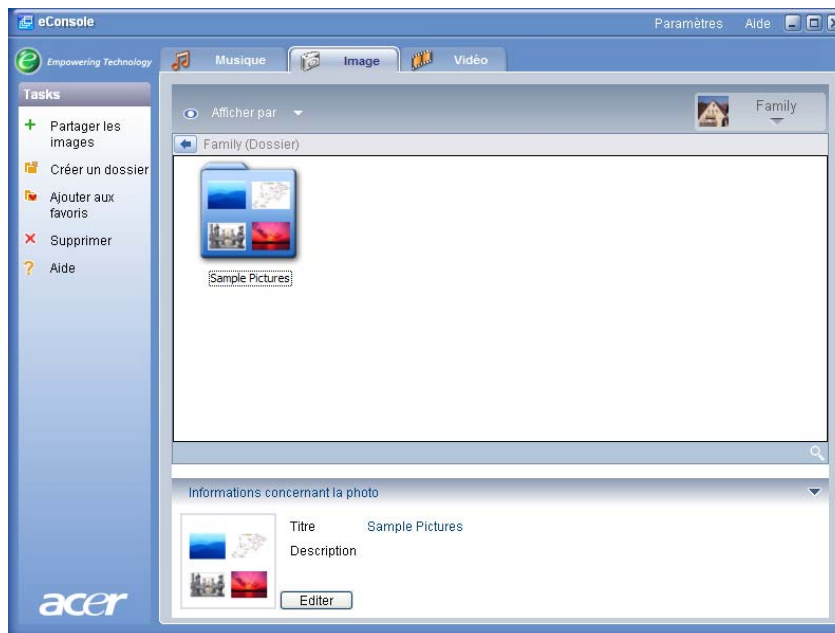 eConsole
Paramètres Aide
Empowering Technology
Musique
Image
Vidéo
Tasks
Partager les
images
Créer un dossier
Ajouter aux
favoris
Supprimer
Aide
Afficher par
Family
Family (Dossier)
Sample Pictures
Informations concernant la photo
Titre Sample Pictures
Description
Editer
acer